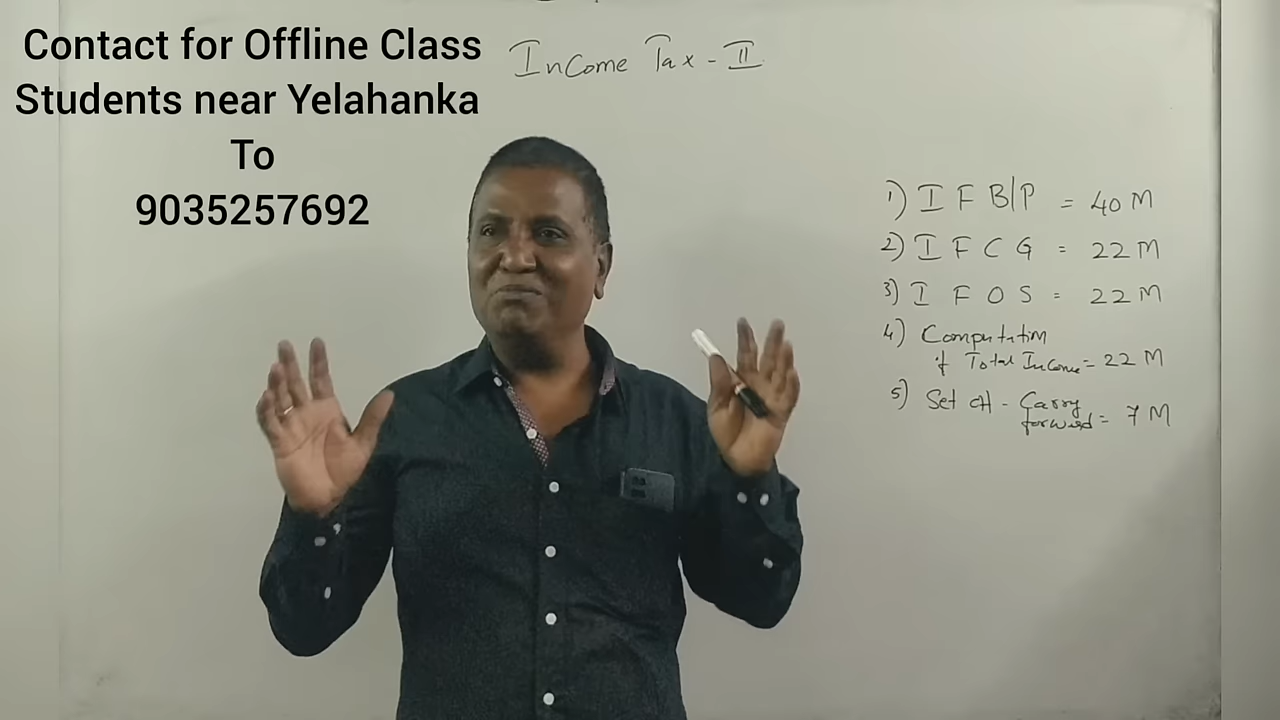 Contact for Offline Class
Students near Yelahanka
To
9035257692
Income Tax - II
1) I F B/P = 40 M
2) I F C G = 22 M
3) I F O S = 22 M
4) Computation
of Total Income = 22 M
5) Set off - Carry
forward = 7 M